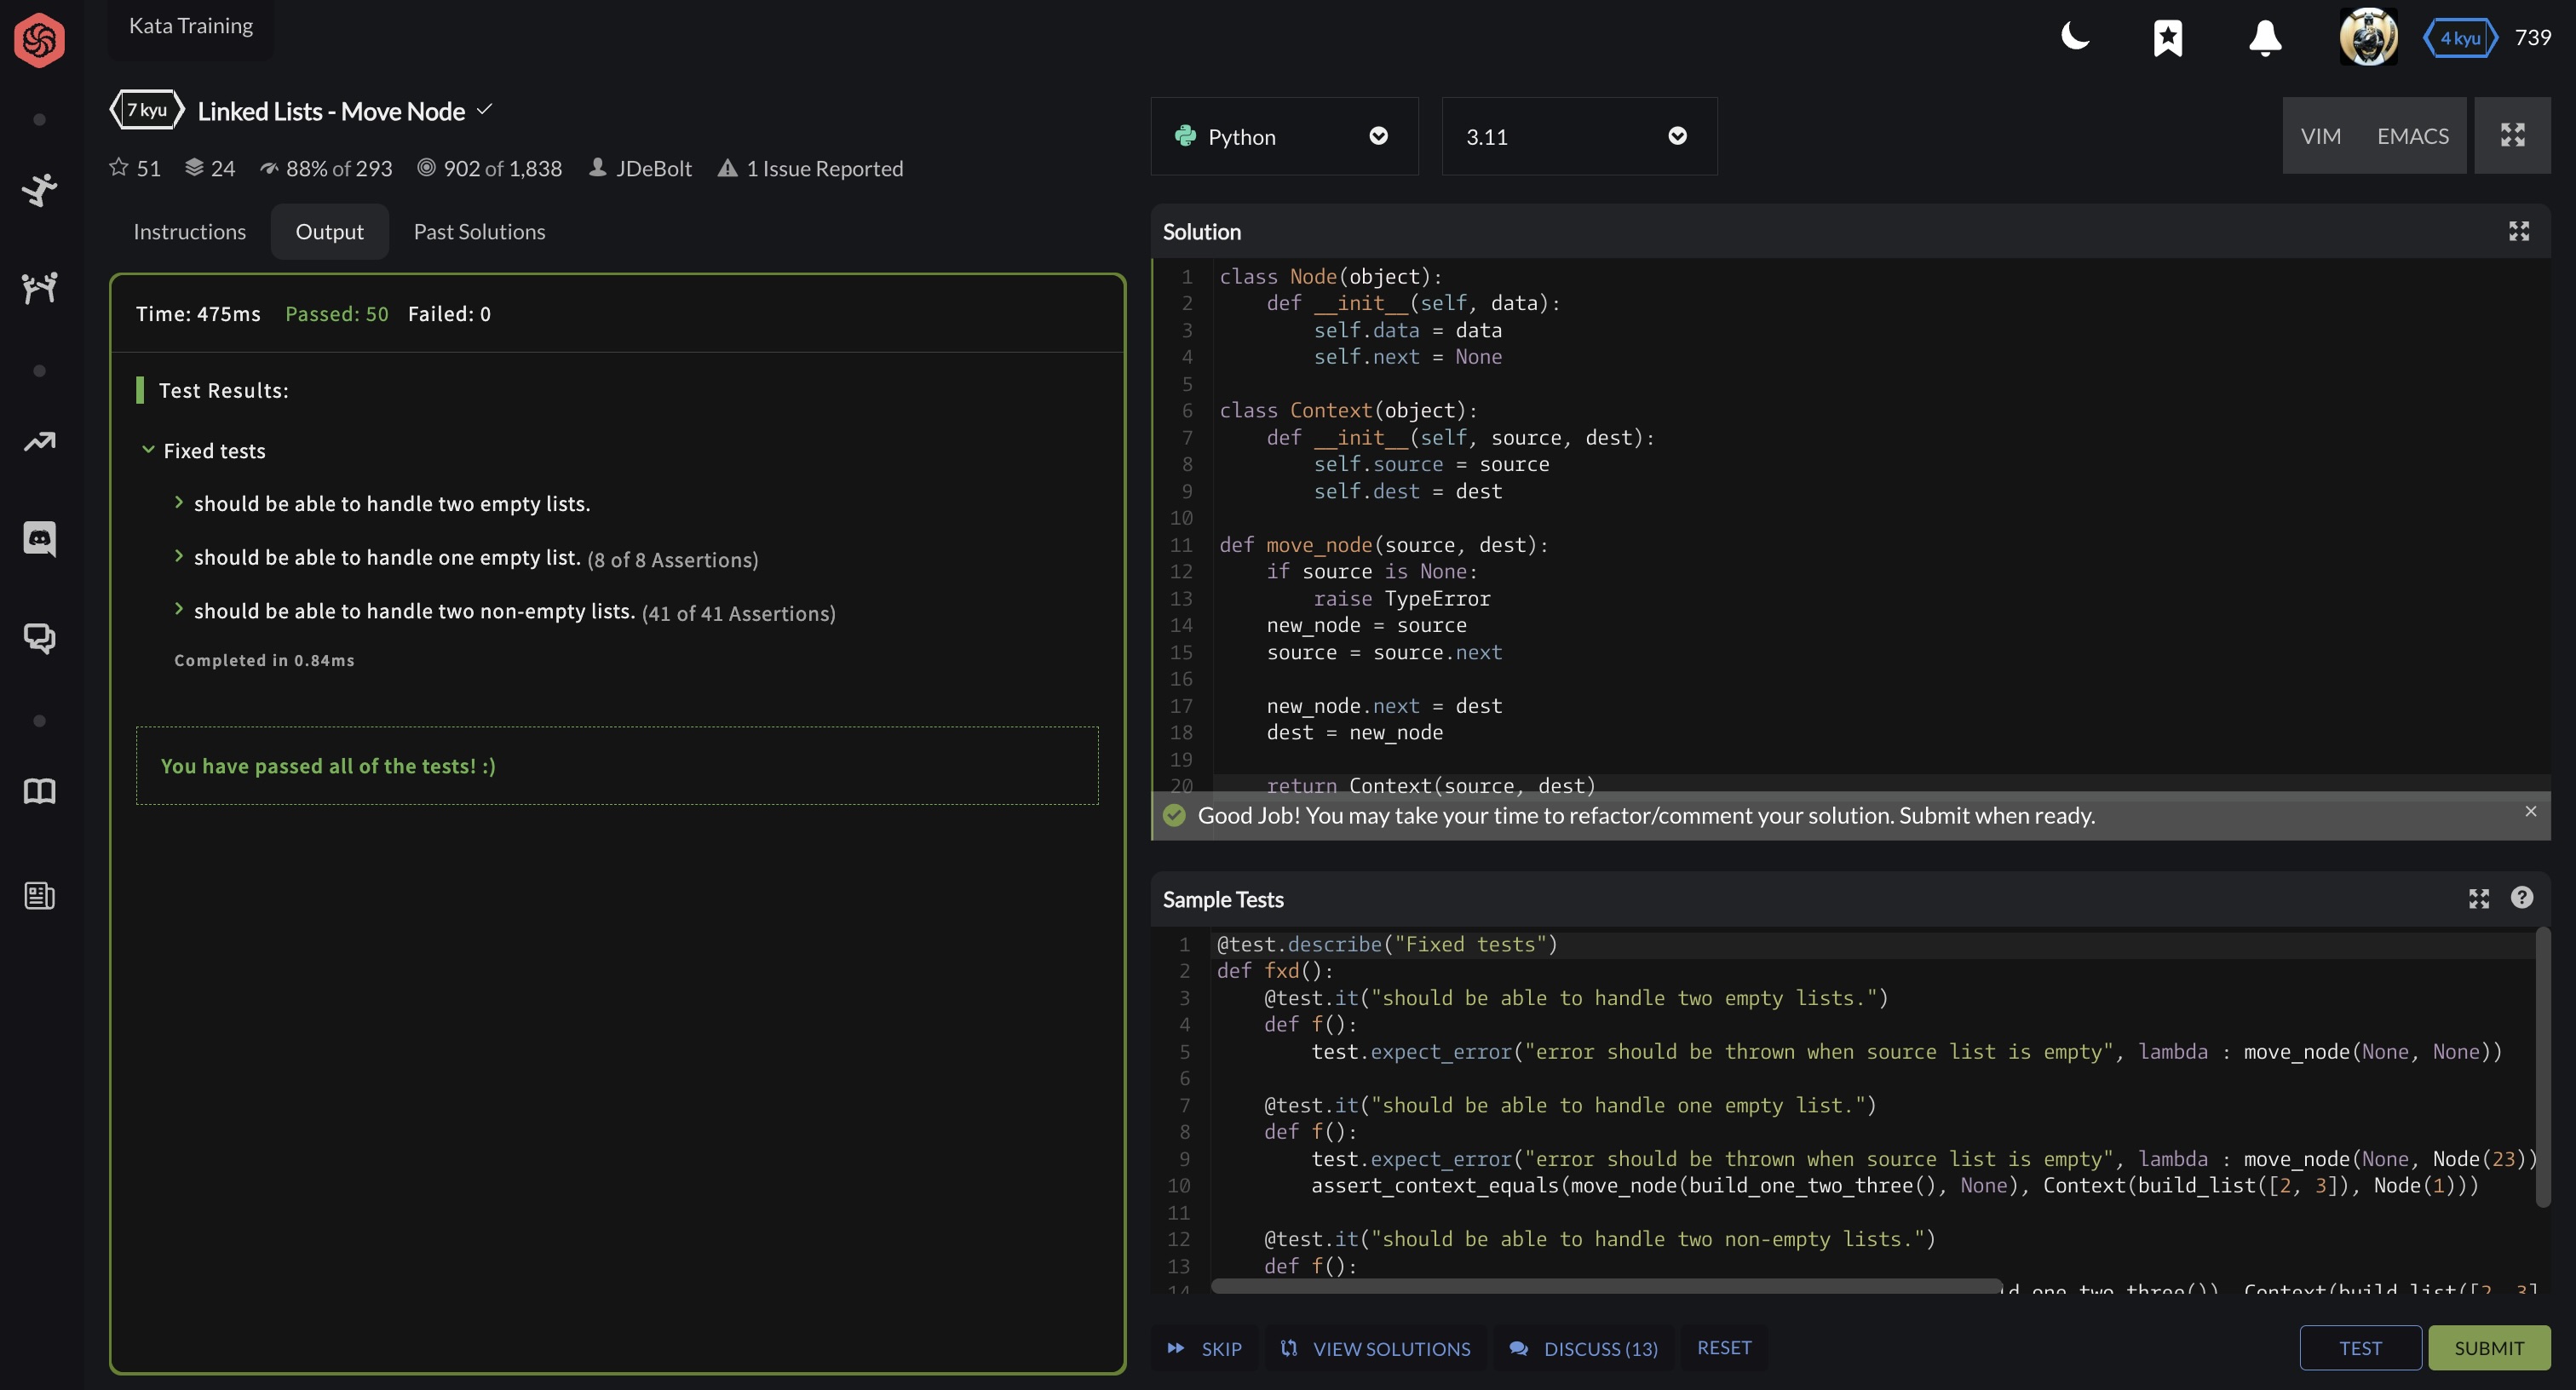 Kata Training
4 kyu 739
7 kyu Linked Lists - Move Node
51 24 88% of 293 902 of 1,838 JDeBolt 1 Issue Reported
Instructions Output Past Solutions
Time: 475ms Passed: 50 Failed: 0
Test Results:
Fixed tests
should be able to handle two empty lists.
should be able to handle one empty list. (8 of 8 Assertions)
should be able to handle two non-empty lists. (41 of 41 Assertions)
Completed in 0.84ms
You have passed all of the tests! :)
Python 3.11 VIM EMACS
Solution
1 class Node(object):
2     def __init__(self, data):
3         self.data = data
4         self.next = None
5
6 class Context(object):
7     def __init__(self, source, dest):
8         self.source = source
9         self.dest = dest
10
11 def move_node(source, dest):
12     if source is None:
13         raise TypeError
14     new_node = source
15     source = source.next
16
17     new_node.next = dest
18     dest = new_node
19
20     return Context(source, dest)
Good Job! You may take your time to refactor/comment your solution. Submit when ready.
Sample Tests
1 @test.describe("Fixed tests")
2 def fxd():
3     @test.it("should be able to handle two empty lists.")
4     def f():
5         test.expect_error("error should be thrown when source list is empty", lambda : move_node(None, None))
6
7     @test.it("should be able to handle one empty list.")
8     def f():
9         test.expect_error("error should be thrown when source list is empty", lambda : move_node(None, Node(23))
10         assert_context_equals(move_node(build_one_two_three(), None), Context(build_list([2, 3]), Node(1)))
11
12     @test.it("should be able to handle two non-empty lists.")
13     def f():
14 d_one_two_three()), Context(build_list([2, 3]
SKIP VIEW SOLUTIONS DISCUSS (13) RESET TEST SUBMIT